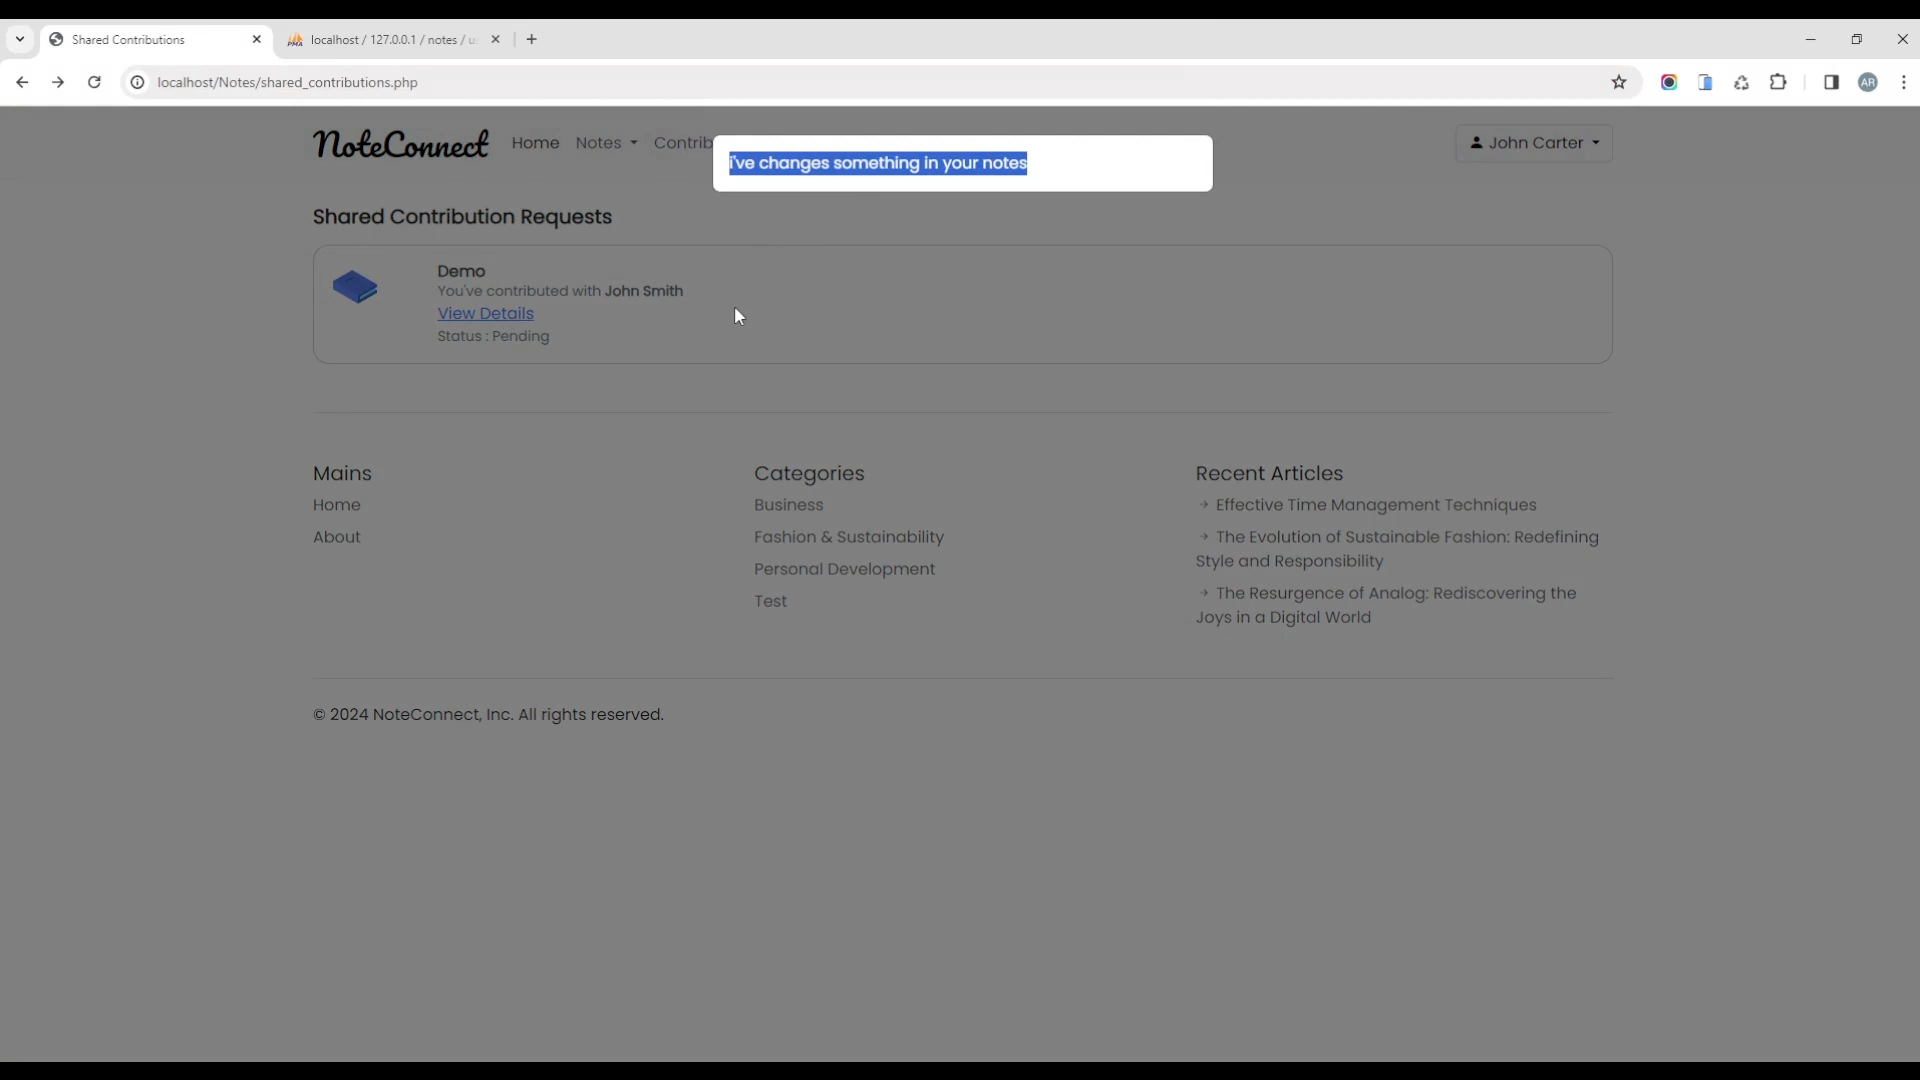 Shared Contributions
localhost / 127.0.0.1 / notes / u
localhost/Notes/shared_contributions.php
AR
NoteConnect Home Notes Contrib
John Carter
i've changes something in your notes
Shared Contribution Requests
Demo
You've contributed with John Smith
View Details
Status : Pending
Mains
Home
About
Categories
Business
Fashion & Sustainability
Personal Development
Test
Recent Articles
→ Effective Time Management Techniques
→ The Evolution of Sustainable Fashion: Redefining
Style and Responsibility
→ The Resurgence of Analog: Rediscovering the
Joys in a Digital World
© 2024 NoteConnect, Inc. All rights reserved.